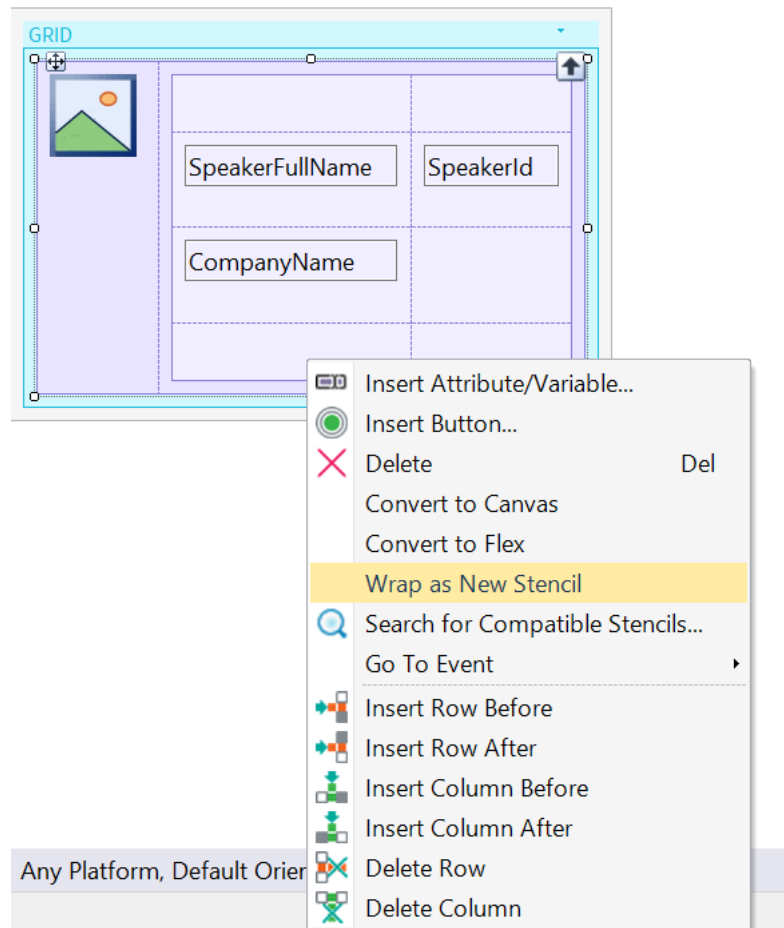 GRID
SpeakerFullName
SpeakerId
CompanyName
Insert Attribute/Variable...
Insert Button...
Delete Del
Convert to Canvas
Convert to Flex
Wrap as New Stencil
Search for Compatible Stencils...
Go To Event
Insert Row Before
Insert Row After
Insert Column Before
Insert Column After
Any Platform, Default Orier
Delete Row
Delete Column